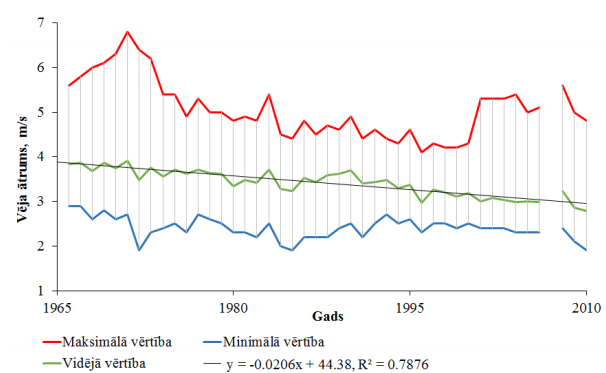 7
6
5
4
3
2
1
Vēja ātrums, m/s
1965 1980 1995 2010
Gads
Maksimālā vērtība Minimālā vērtība
Vidējā vērtība y = -0.0206x + 44.38, R² = 0.7876